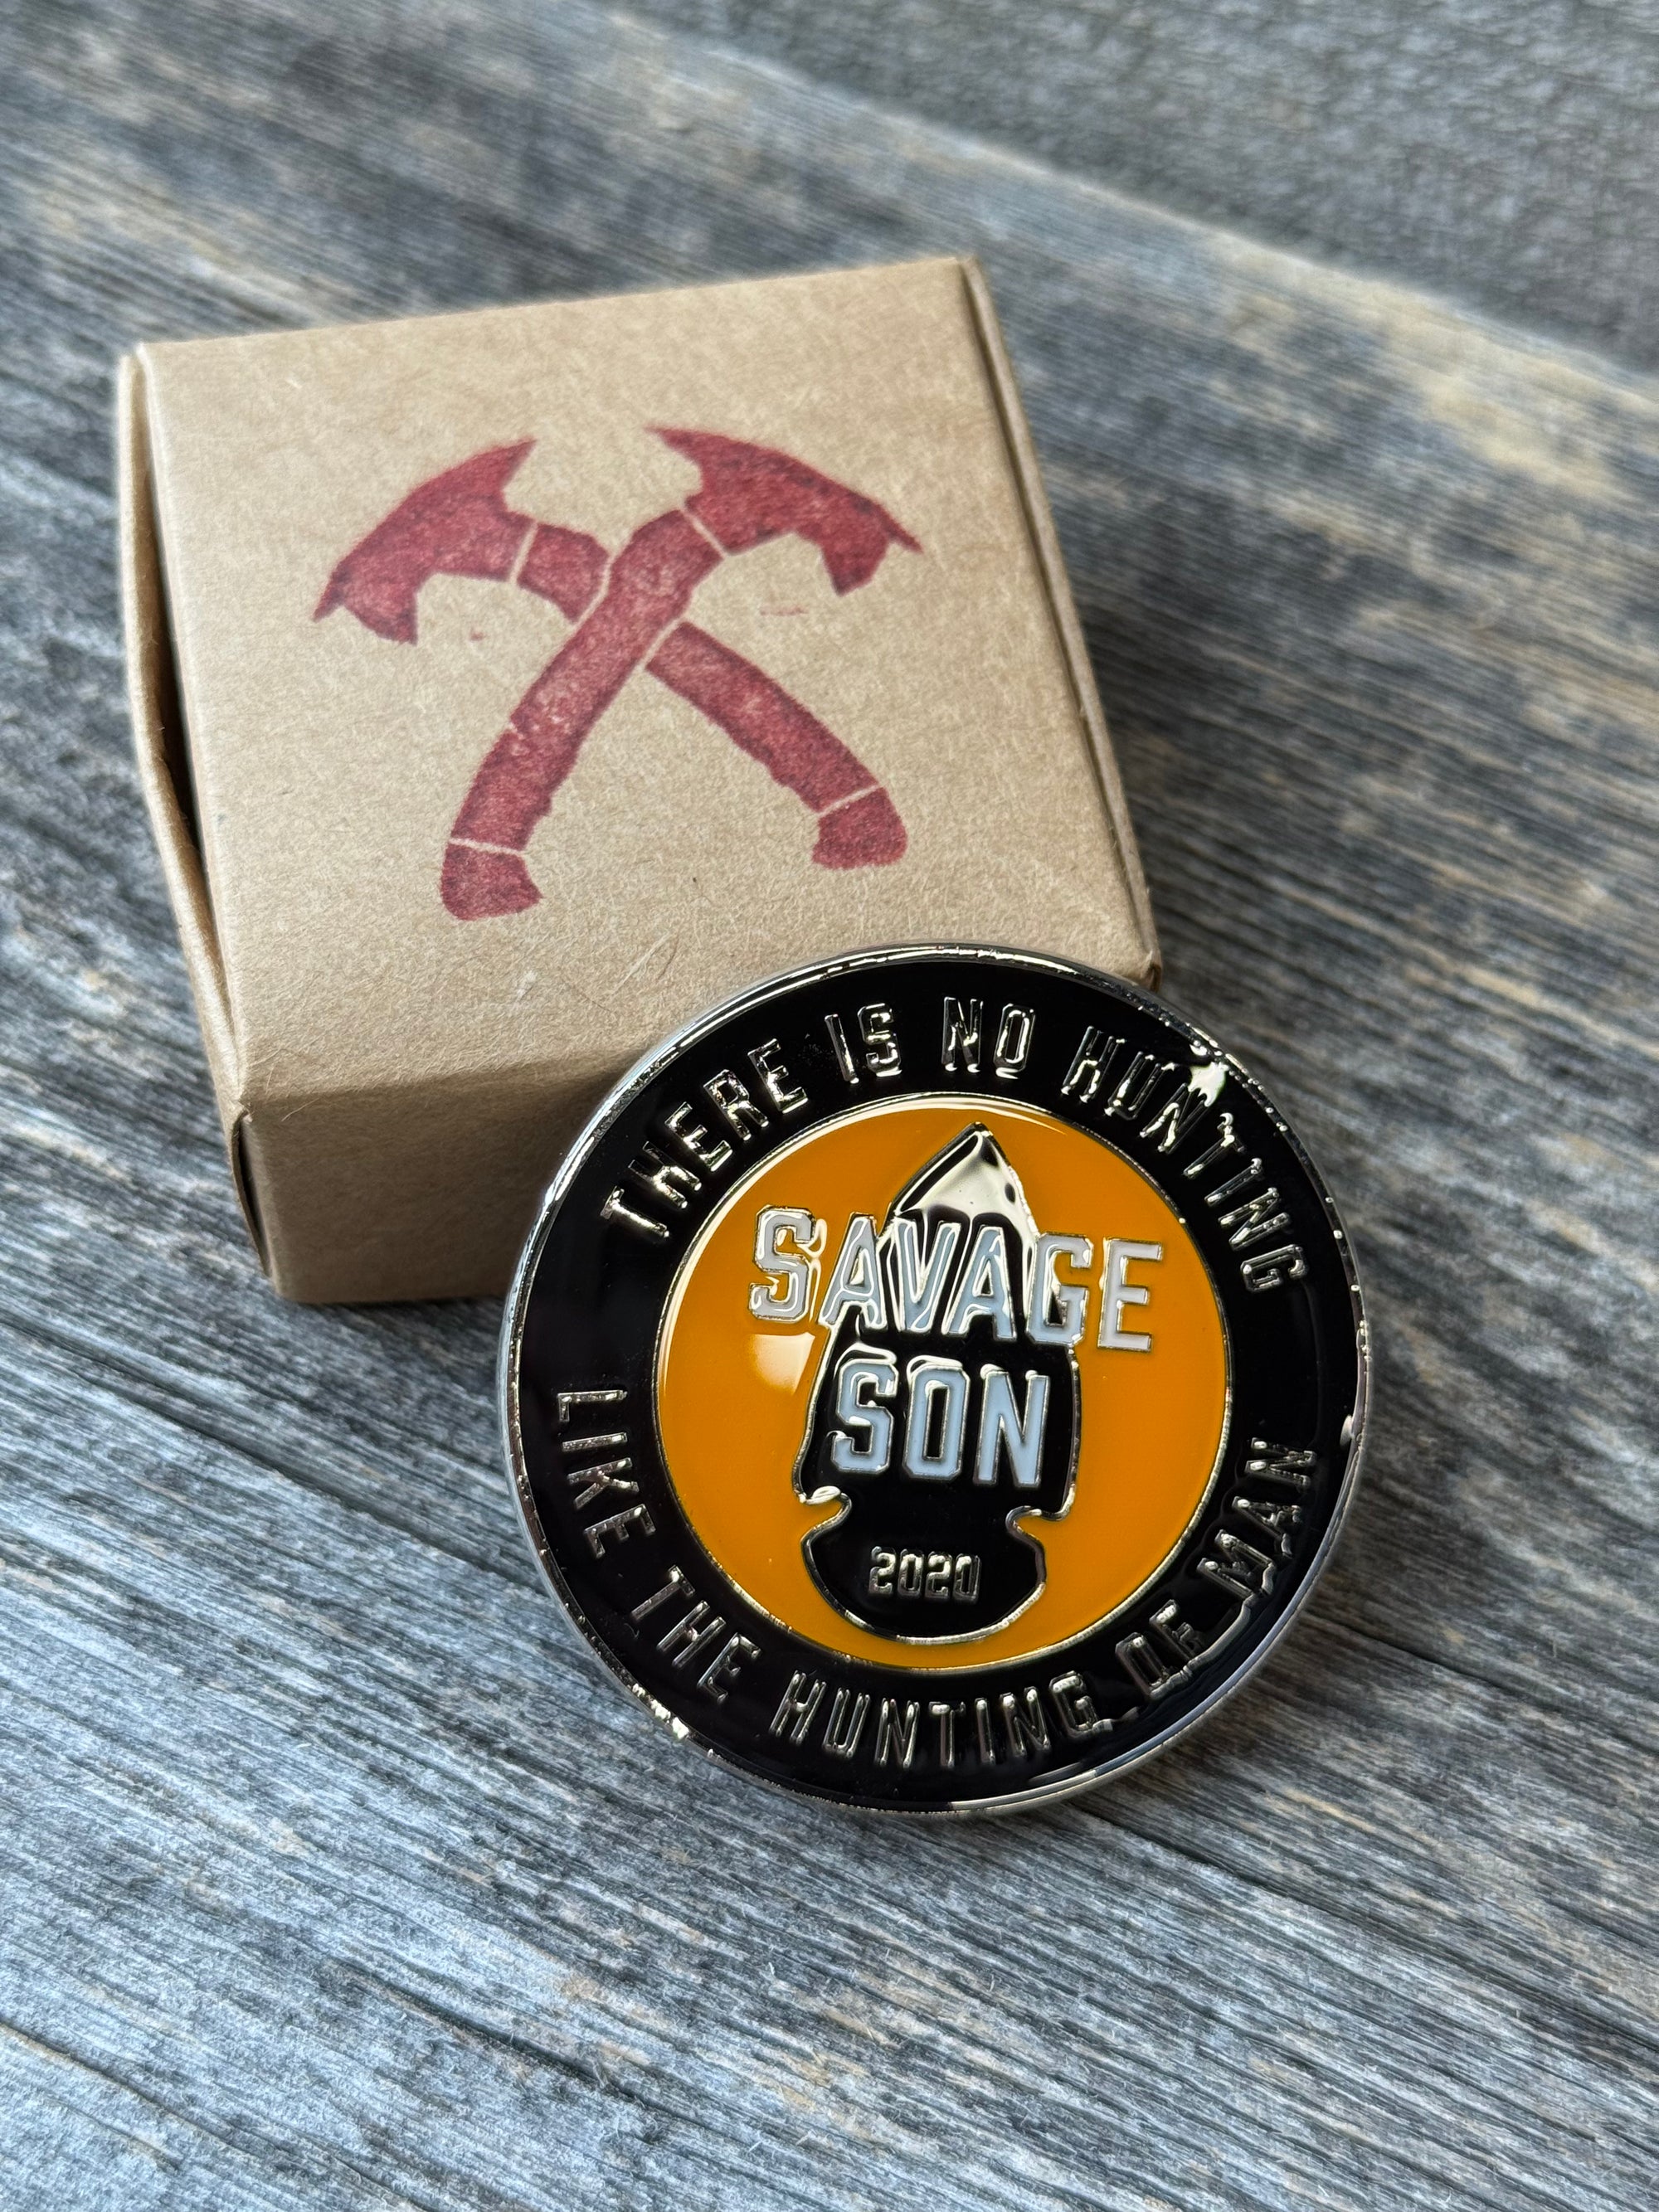 THERE IS NO HUNTING
SAVAGE
SON
2020
LIKE THE HUNTING OF MAN